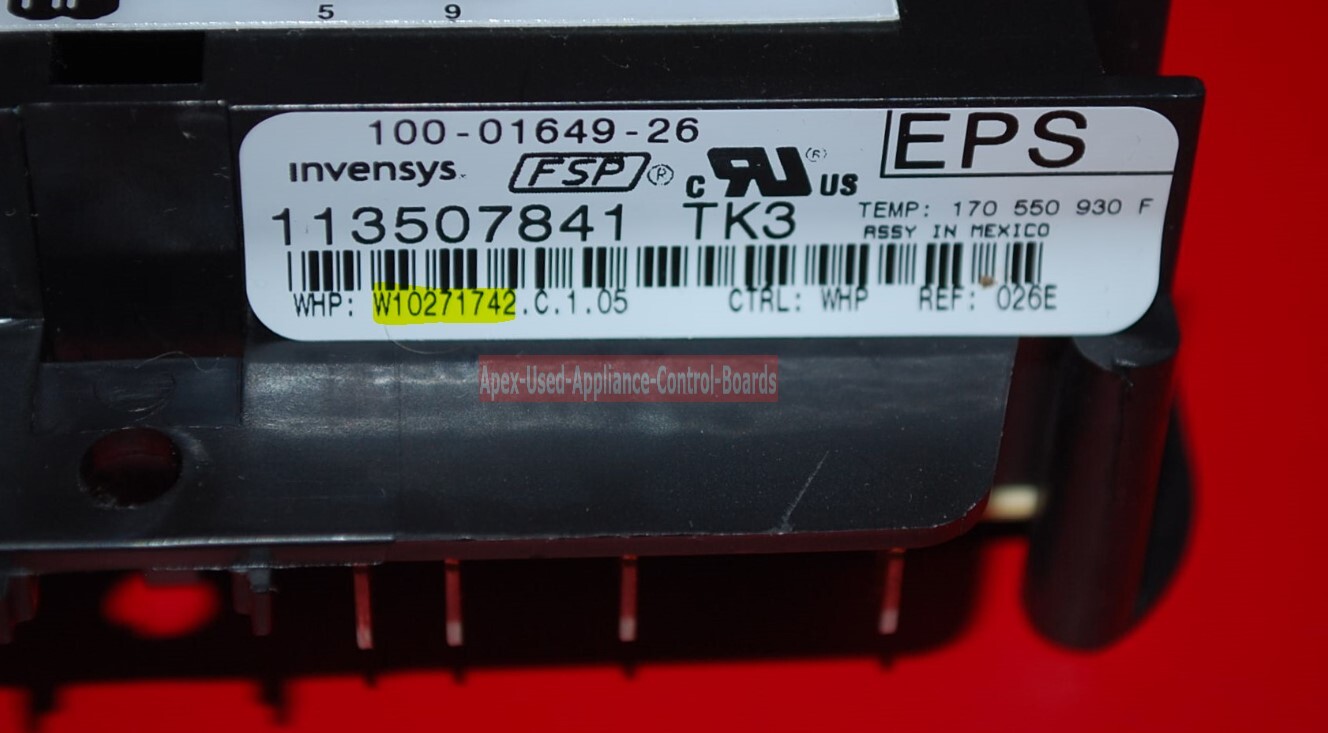 5 9
100-01649-26
invensys. FSP® c RU® US
EPS
113507841 TK3
TEMP: 170 550 930 F
ASSY IN MEXICO
WHP: W10271742.C.1.05 CTRL: WHP REF: 026E
Apex-Used-Appliance-Control-Boards